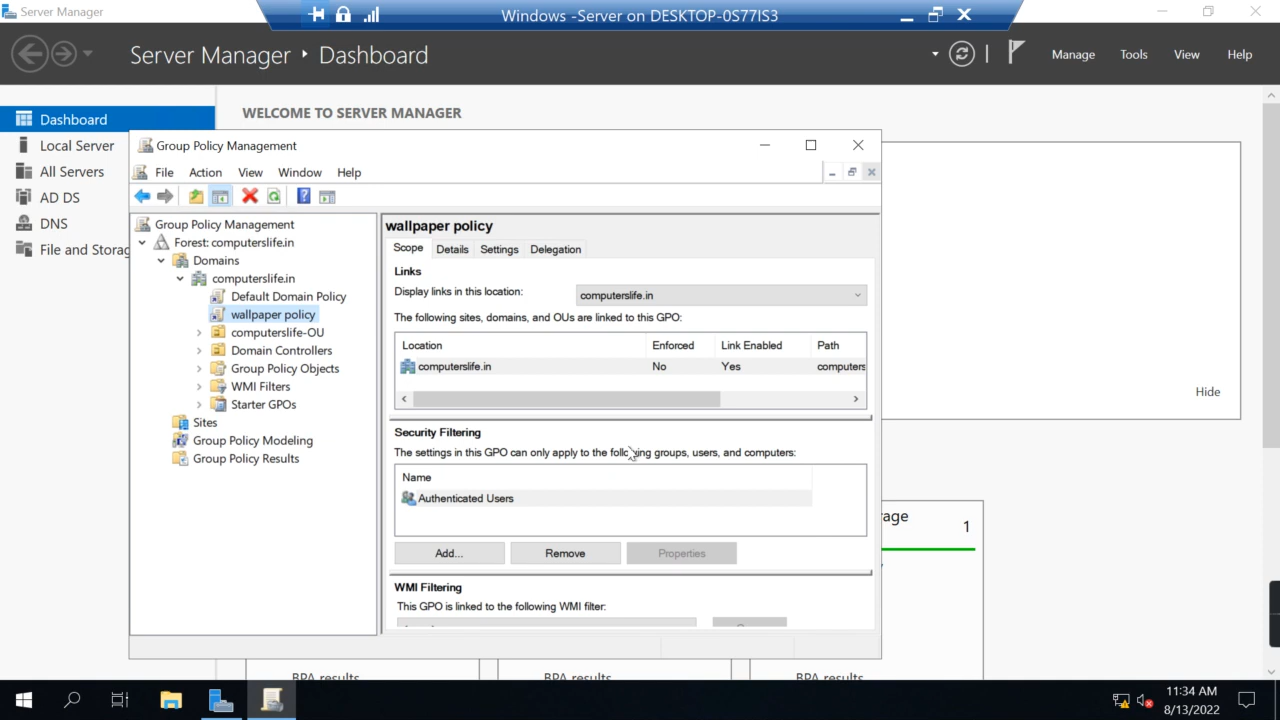 Server Manager
Windows -Server on DESKTOP-0S77IS3
Server Manager ‣ Dashboard
Manage Tools View Help
Dashboard
Local Server
All Servers
AD DS
DNS
File and Storag
WELCOME TO SERVER MANAGER
Group Policy Management
File Action View Window Help
Group Policy Management
Forest: computerslife.in
Domains
computerslife.in
Default Domain Policy
wallpaper policy
computerslife-OU
Domain Controllers
Group Policy Objects
WMI Filters
Starter GPOs
Sites
Group Policy Modeling
Group Policy Results
wallpaper policy
Scope Details Settings Delegation
Links
Display links in this location: computerslife.in
The following sites, domains, and OUs are linked to this GPO:
Location Enforced Link Enabled Path
computerslife.in No Yes computers
Security Filtering
The settings in this GPO can only apply to the following groups, users, and computers:
Name
Authenticated Users
Add... Remove Properties
WMI Filtering
This GPO is linked to the following WMI filter:
Hide
age 1
BPA results BPA results BPA results
11:34 AM
8/13/2022